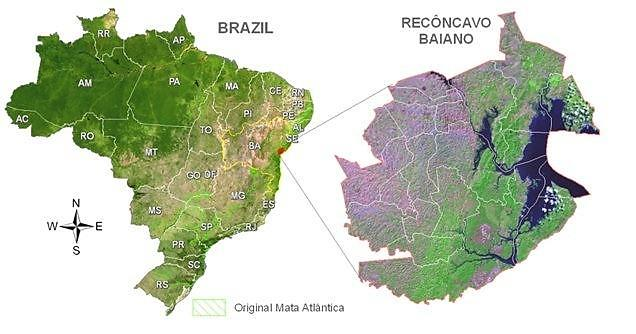 BRAZIL
RECÔNCAVO
BAIANO
RR
AP
AM
PA
MA
CE
RN
PB
PE
PI
AL
SE
AC
RO
TO
BA
MT
GO
DF
MG
ES
MS
SP
RJ
PR
SC
RS
N
W
E
S
Original Mata Atlântica